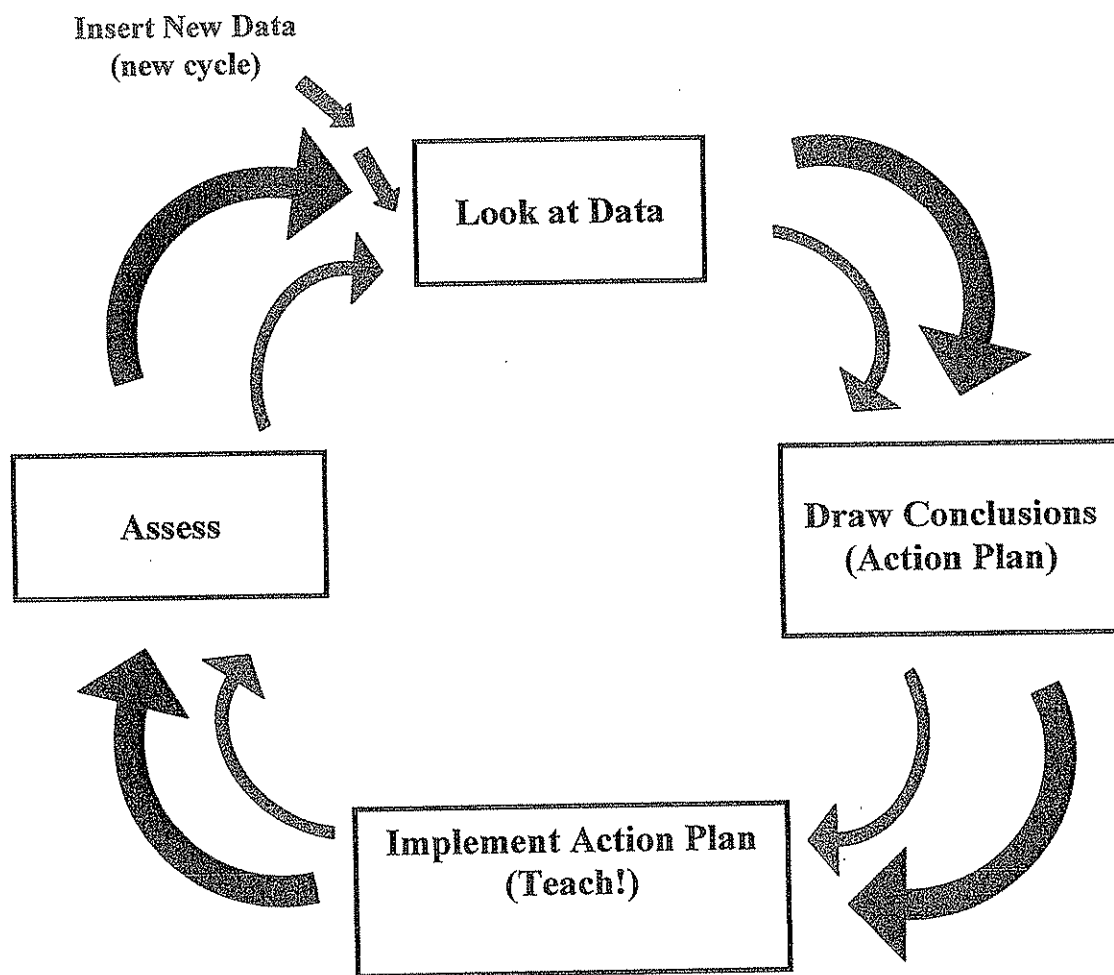 Insert New Data
(new cycle)
Look at Data
Draw Conclusions
(Action Plan)
Implement Action Plan
(Teach!)
Assess